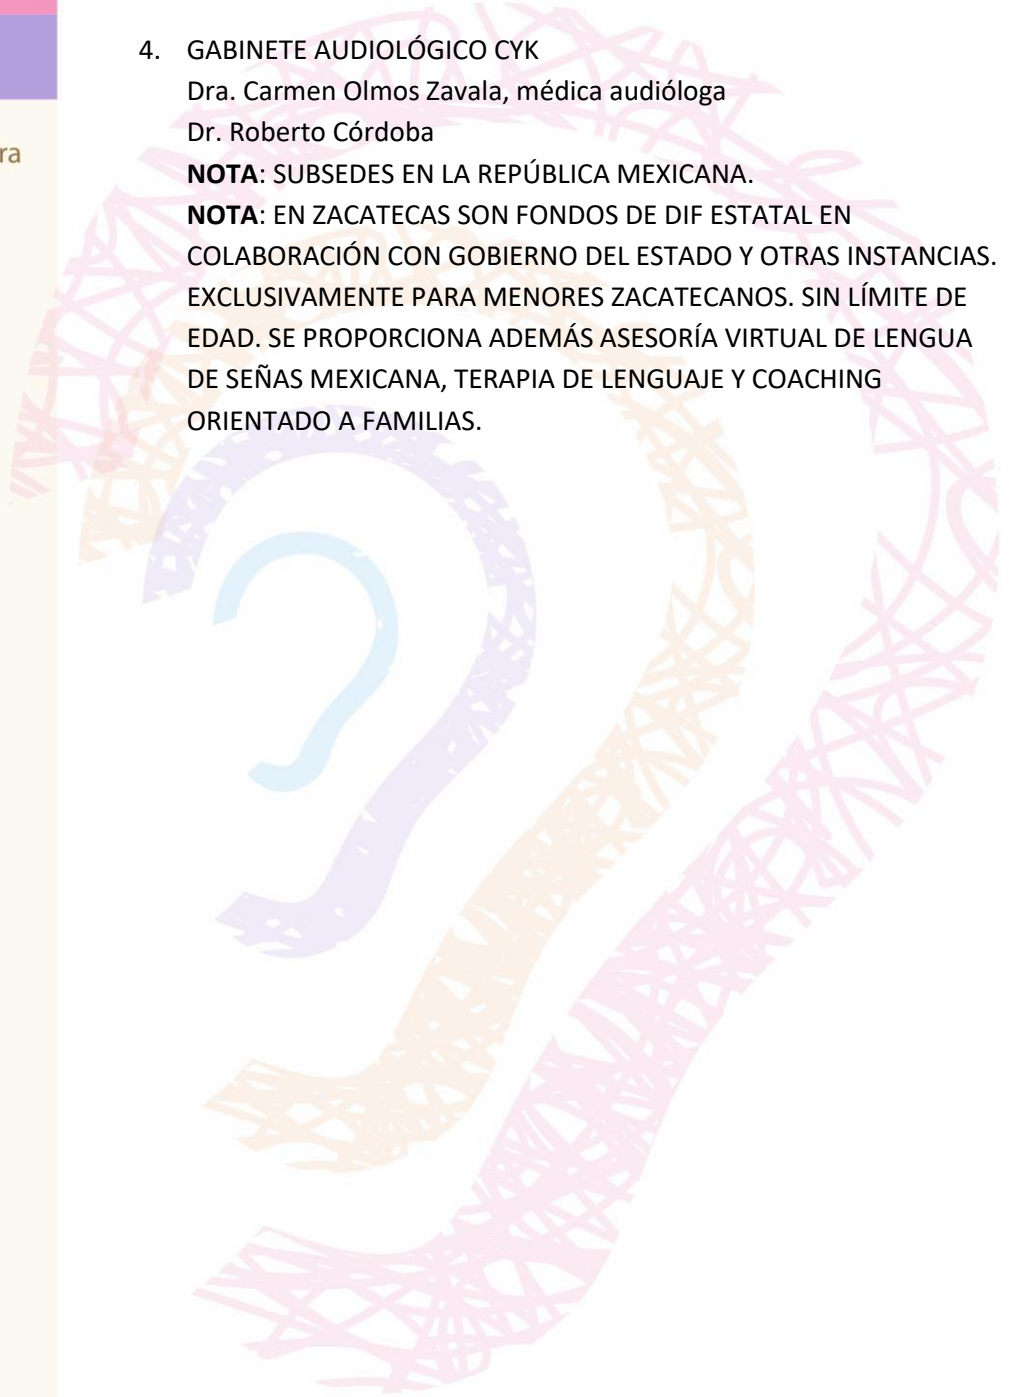 4. GABINETE AUDIOLÓGICO CYK
Dra. Carmen Olmos Zavala, médica audióloga
Dr. Roberto Córdoba
ra
NOTA: SUBSEDES EN LA REPÚBLICA MEXICANA.
NOTA: EN ZACATECAS SON FONDOS DE DIF ESTATAL EN
COLABORACIÓN CON GOBIERNO DEL ESTADO Y OTRAS INSTANCIAS.
EXCLUSIVAMENTE PARA MENORES ZACATECANOS. SIN LÍMITE DE
EDAD. SE PROPORCIONA ADEMÁS ASESORÍA VIRTUAL DE LENGUA
DE SEÑAS MEXICANA, TERAPIA DE LENGUAJE Y COACHING
ORIENTADO A FAMILIAS.